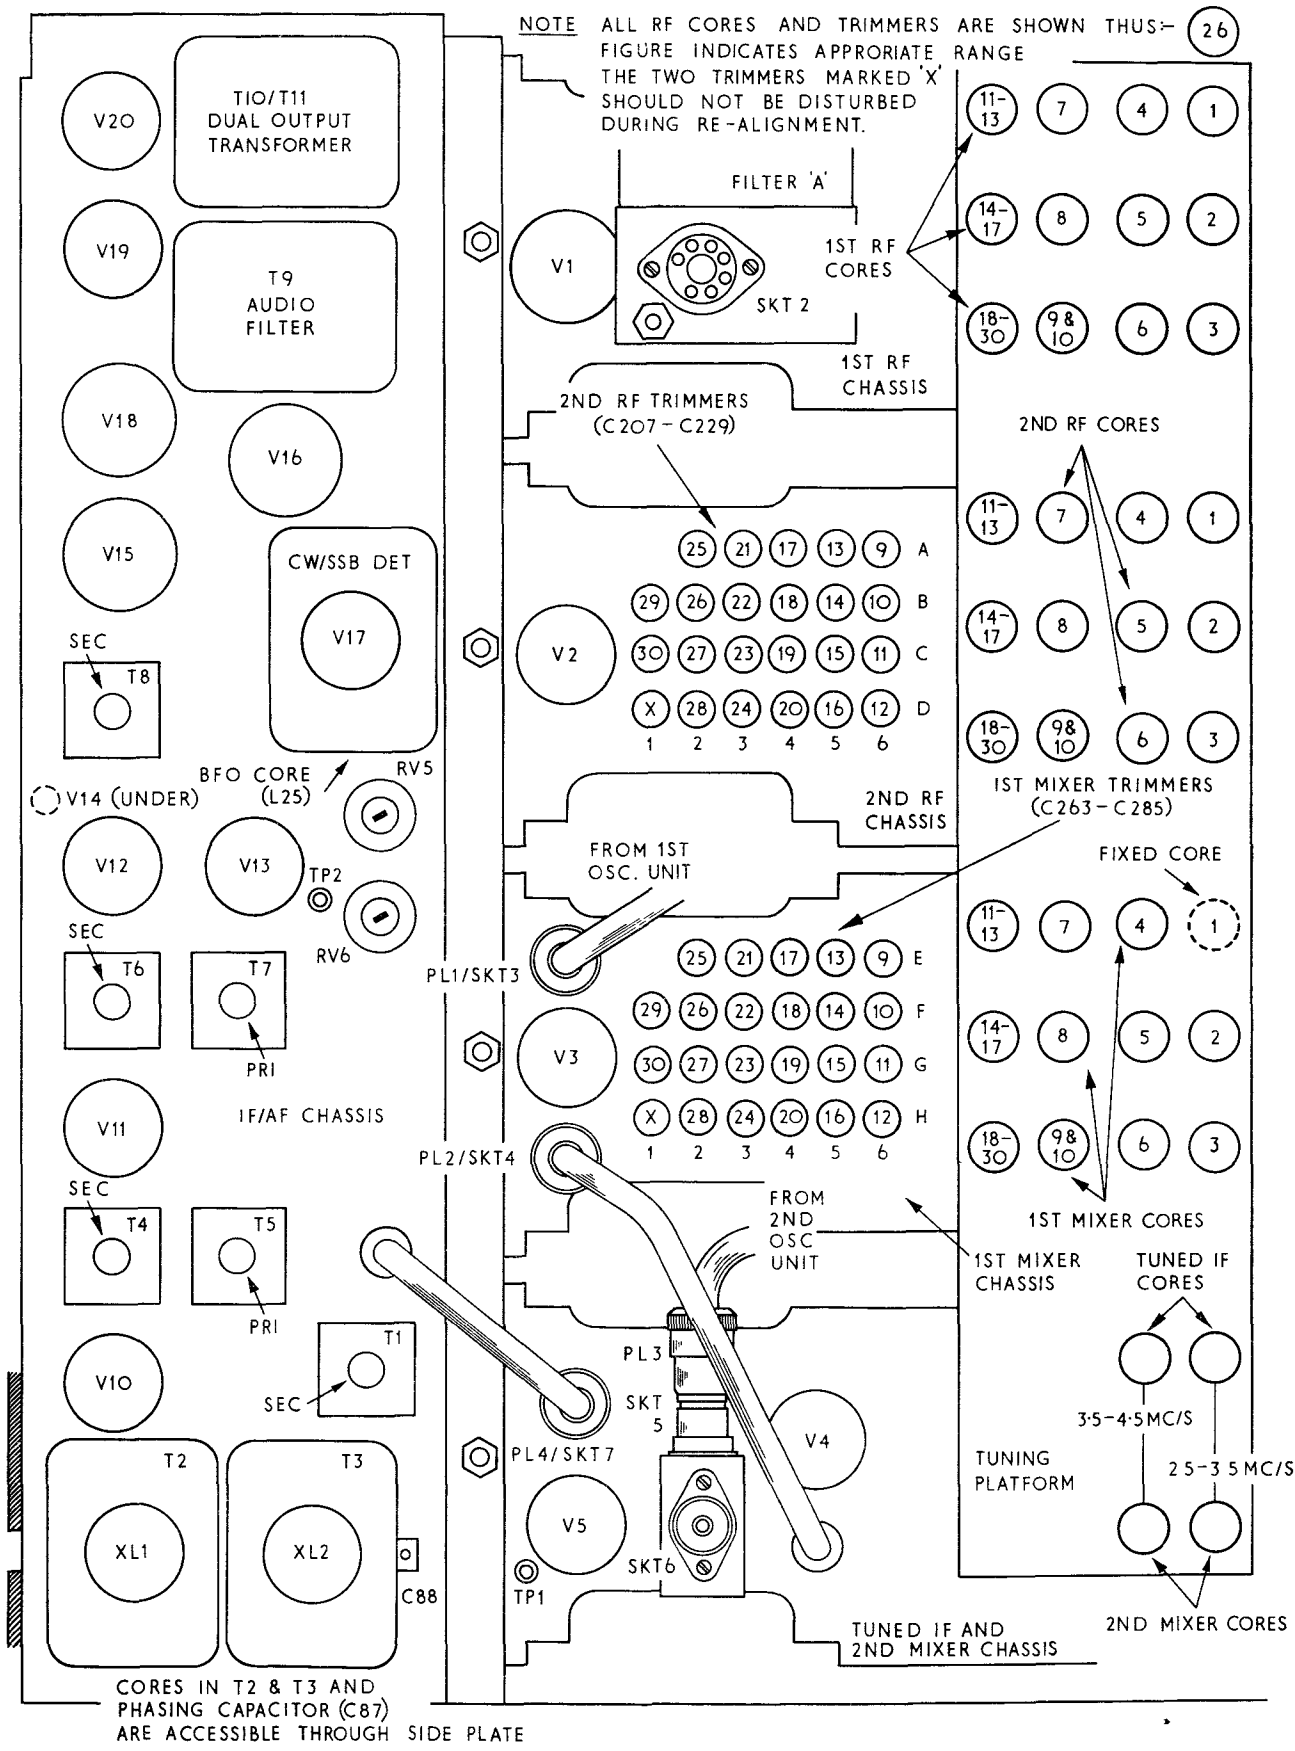 NOTE ALL RF CORES AND TRIMMERS ARE SHOWN THUS:- 26
FIGURE INDICATES APPRORIATE RANGE
THE TWO TRIMMERS MARKED 'X'
SHOULD NOT BE DISTURBED
DURING RE-ALIGNMENT.
V20
T10/T11
DUAL OUTPUT
TRANSFORMER
V19
T9
AUDIO
FILTER
V18
V16
V15
CW/SSB DET
V17
SEC
T8
BFO CORE
(L25)
RV5
V14 (UNDER)
V12
V13
TP2
RV6
SEC
T6
T7
PRI
V11
IF/AF CHASSIS
SEC
T4
T5
PRI
T1
SEC
V10
T2
T3
XL1
XL2
C88
CORES IN T2 & T3 AND
PHASING CAPACITOR (C87)
ARE ACCESSIBLE THROUGH SIDE PLATE
FILTER 'A'
V1
SKT 2
1ST RF
CORES
1ST RF
CHASSIS
2ND RF TRIMMERS
(C207-C229)
25 21 17 13 9 A
29 26 22 18 14 10 B
30 27 23 19 15 11 C
X 28 24 20 16 12 D
1 2 3 4 5 6
V2
2ND RF
CHASSIS
FROM 1ST
OSC. UNIT
PL1/SKT3
25 21 17 13 9 E
29 26 22 18 14 10 F
30 27 23 19 15 11 G
X 28 24 20 16 12 H
1 2 3 4 5 6
V3
PL2/SKT4
FROM
2ND
OSC
UNIT
1ST MIXER
CHASSIS
PL3
SKT
5
PL4/SKT7
V4
V5
SKT6
TP1
TUNED IF AND
2ND MIXER CHASSIS
11-13 7 4 1
14-17 8 5 2
18-30 9 & 10 6 3
2ND RF CORES
11-13 7 4 1
14-17 8 5 2
18-30 9& 10 6 3
1ST MIXER TRIMMERS
(C263-C285)
FIXED CORE
11-13 7 4 1
14-17 8 5 2
18-30 9& 10 6 3
1ST MIXER CORES
TUNED IF
CORES
3·5-4·5MC/S
TUNING
PLATFORM
2 5-3 5 MC/S
2ND MIXER CORES